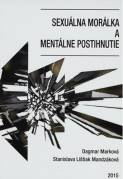 SEXUÁLNA MORÁLKA
A
MENTÁLNE POSTIHNUTIE
Dagmar Marková
Stanislava Lištiak Mandzáková
2015